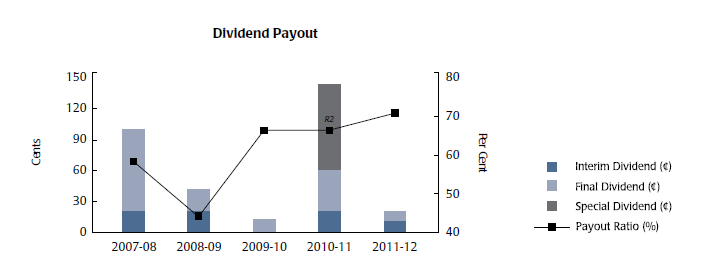 Dividend Payout
150
120
90
60
30
0
Cents
80
70
60
50
40
Per Cent
R2
2007-08 2008-09 2009-10 2010-11 2011-12
Interim Dividend (¢)
Final Dividend (¢)
Special Dividend (¢)
Payout Ratio (%)